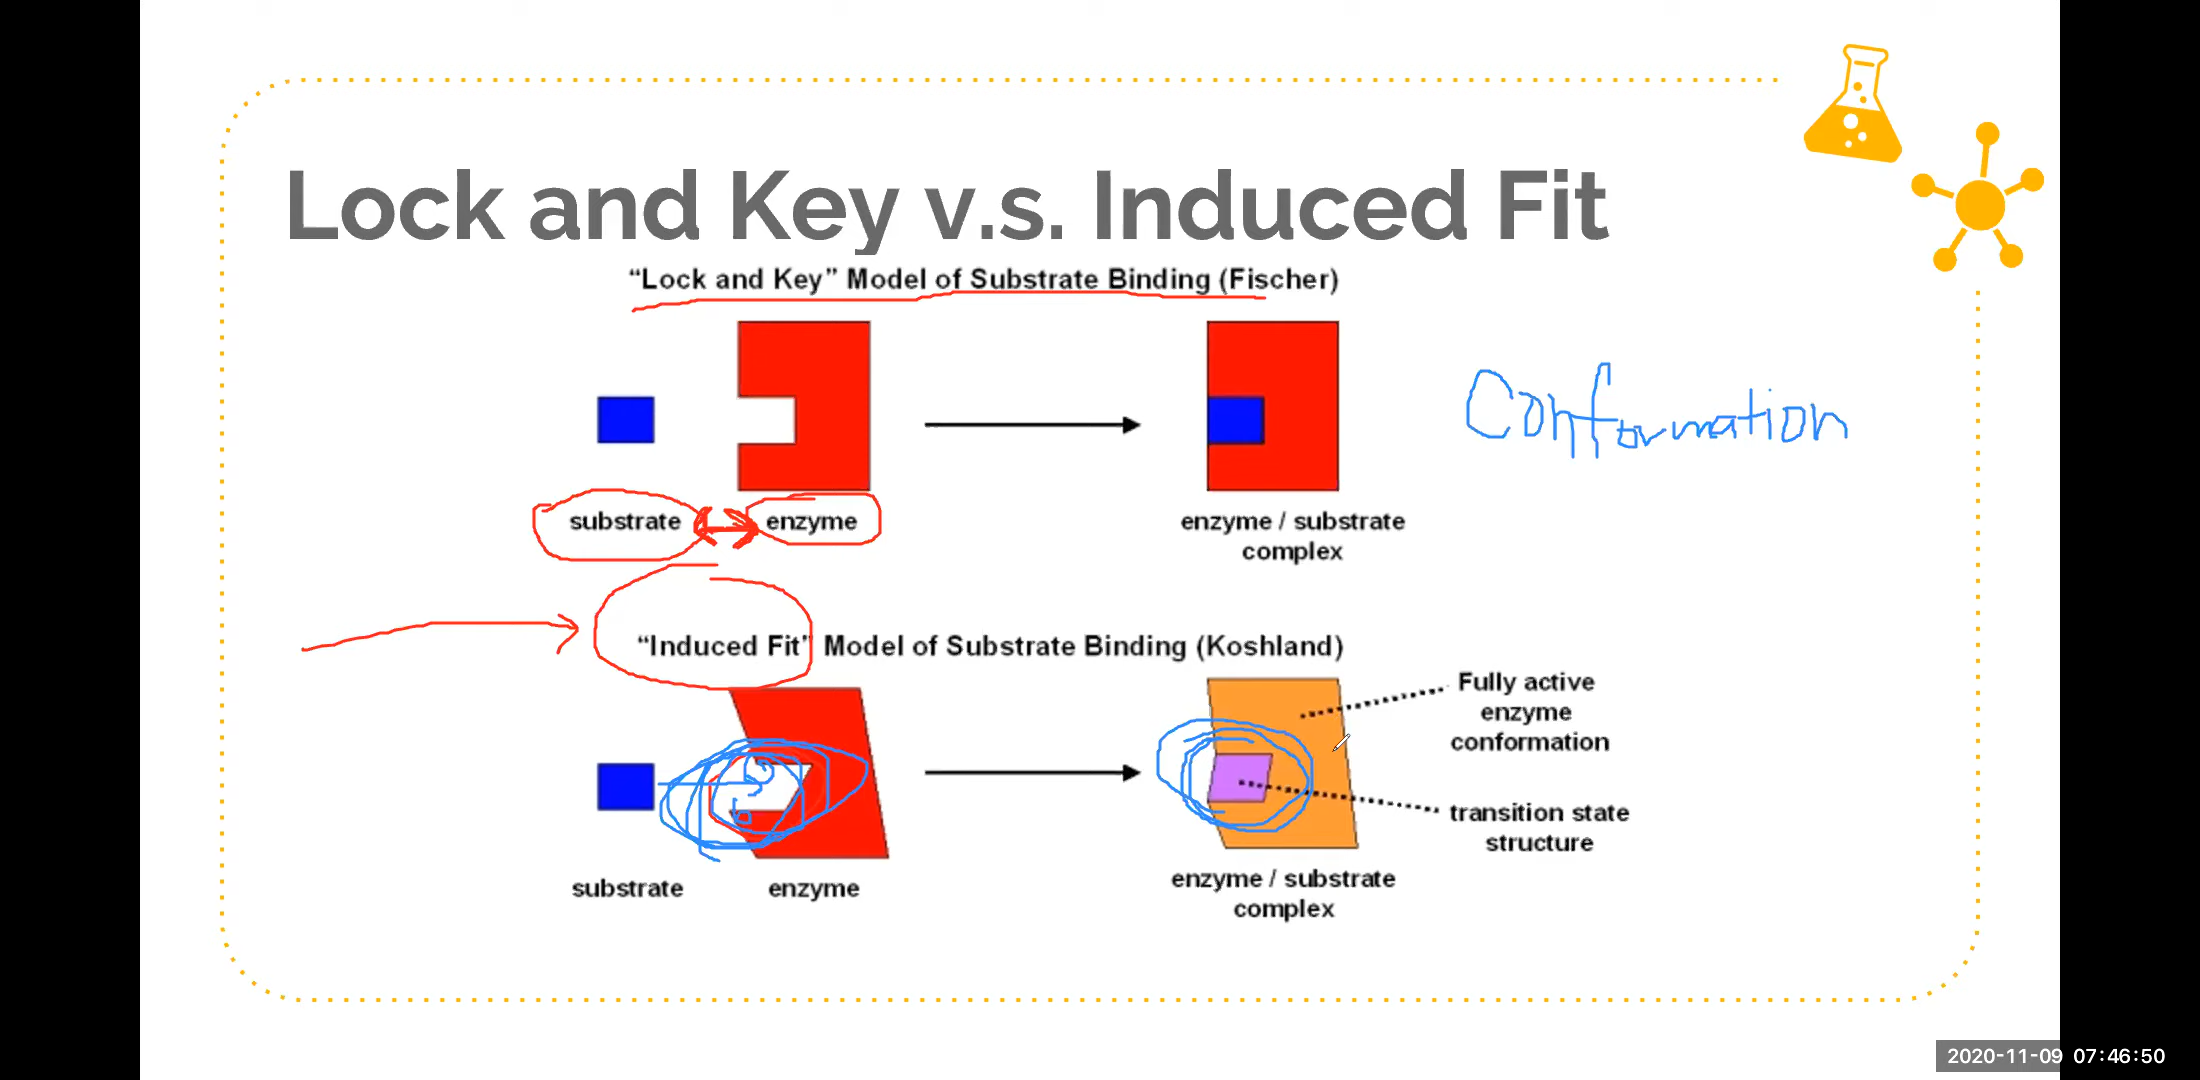 Lock and Key v.s. Induced Fit
“Lock and Key” Model of Substrate Binding (Fischer)
Conformation
substrate
enzyme
enzyme / substrate
complex
“Induced Fit” Model of Substrate Binding (Koshland)
Fully active
enzyme
conformation
transition state
structure
substrate
enzyme
enzyme / substrate
complex
2020-11-09 07:46:50